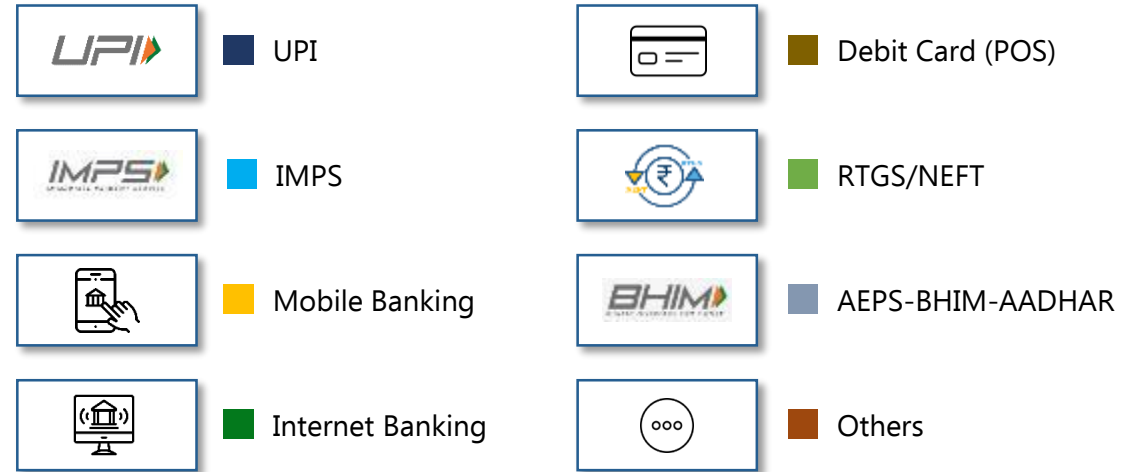 UPI
UPI
Debit Card (POS)
IMPS
IMPS
RTGS/NEFT
Mobile Banking
BHIM
AEPS-BHIM-AADHAR
Internet Banking
Others